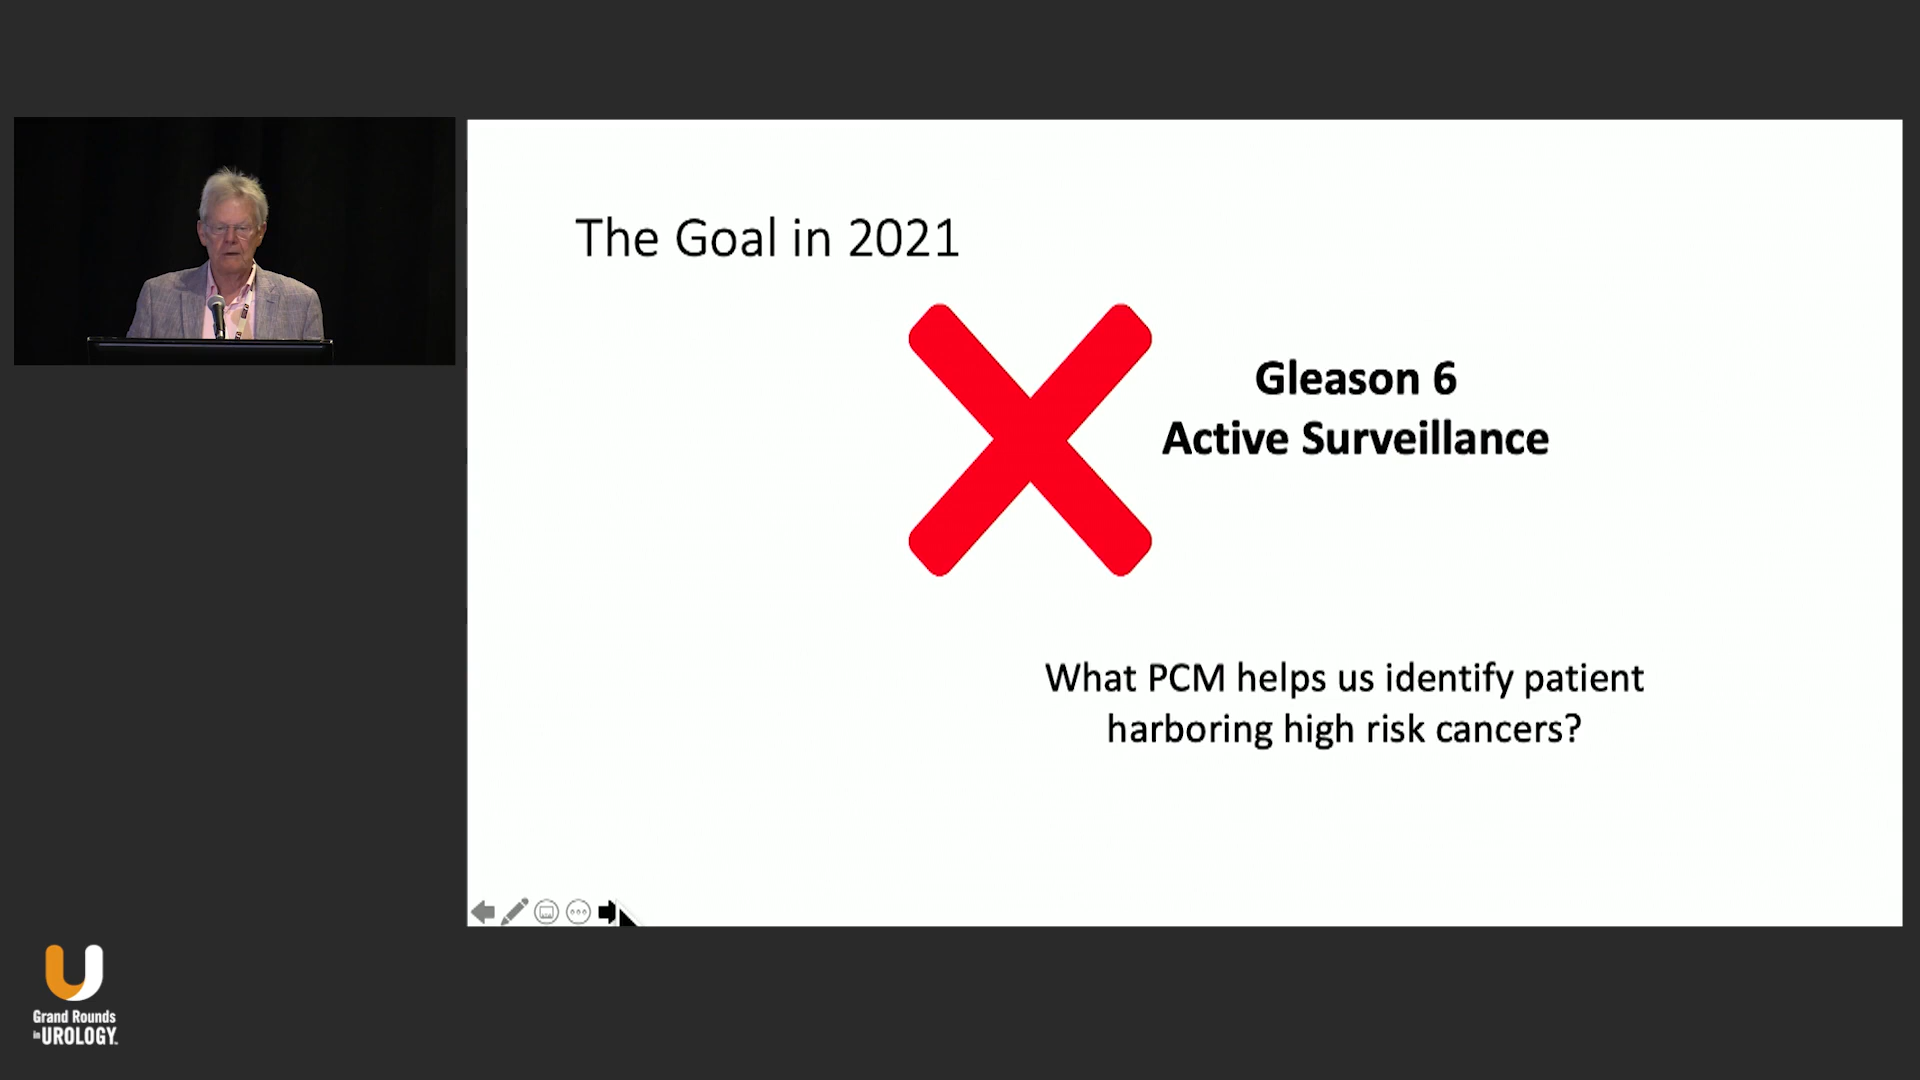 The Goal in 2021
Gleason 6
Active Surveillance
What PCM helps us identify patient
harboring high risk cancers?
Grand Rounds
in UROLOGY